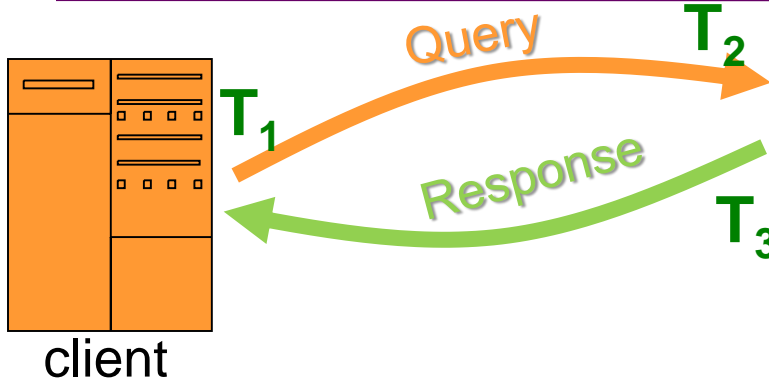 Query
T2
T1
Response
T3
client